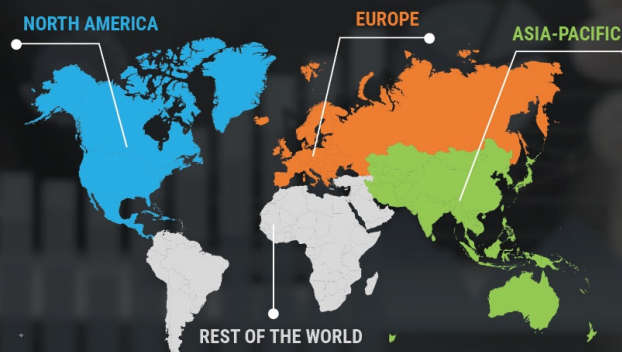 NORTH AMERICA
EUROPE
ASIA-PACIFIC
REST OF THE WORLD